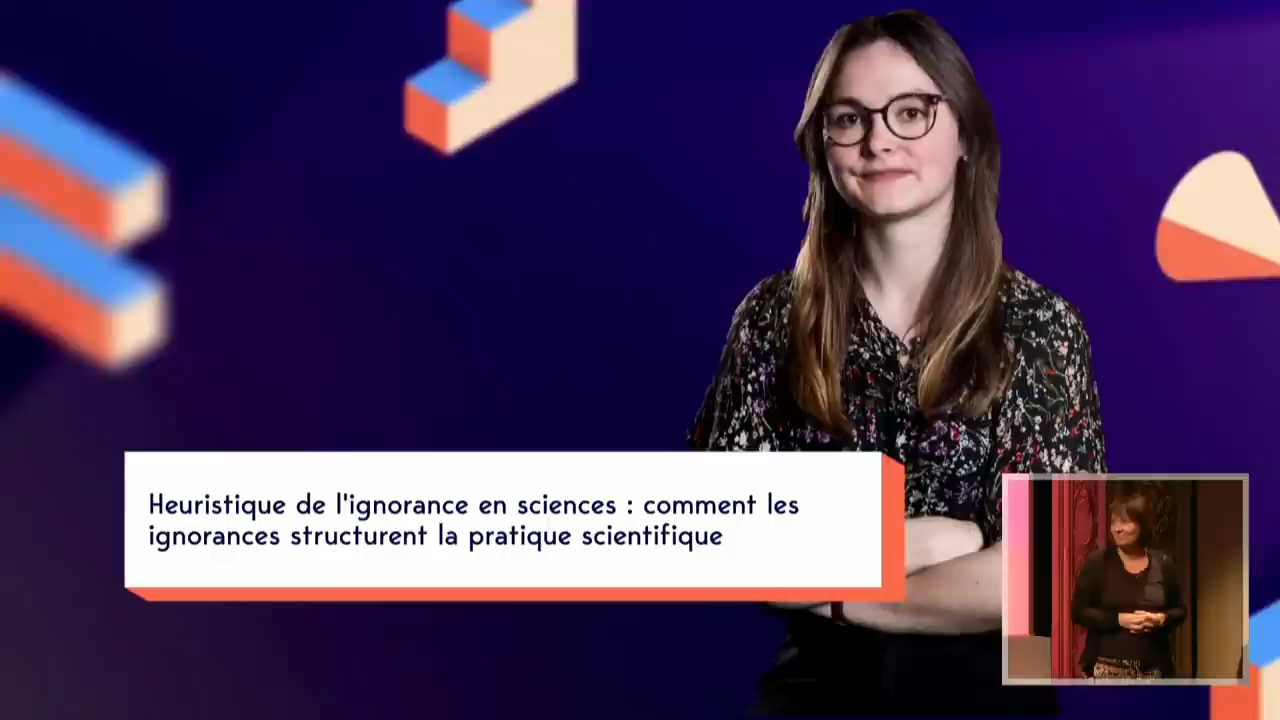 Heuristique de l'ignorance en sciences : comment les
ignorances structurent la pratique scientifique